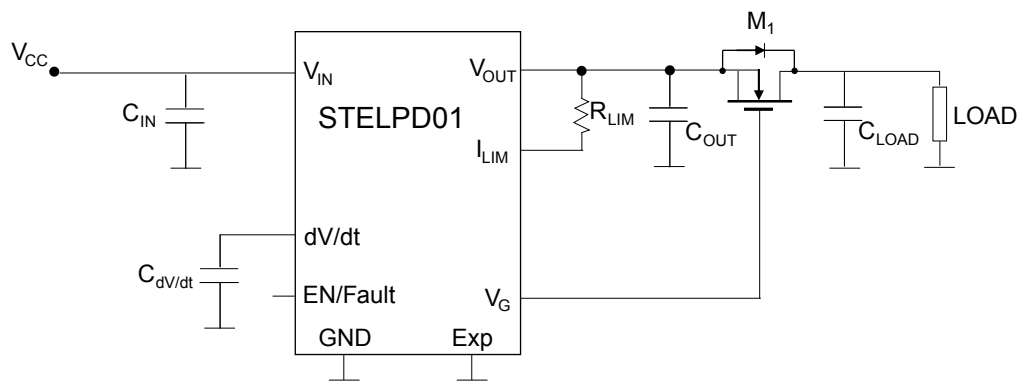 M1
VCC
VIN
VOUT
CIN
STELPD01
RLIM
COUT
CLOAD
LOAD
ILIM
dV/dt
CdV/dt
EN/Fault
VG
GND
Exp